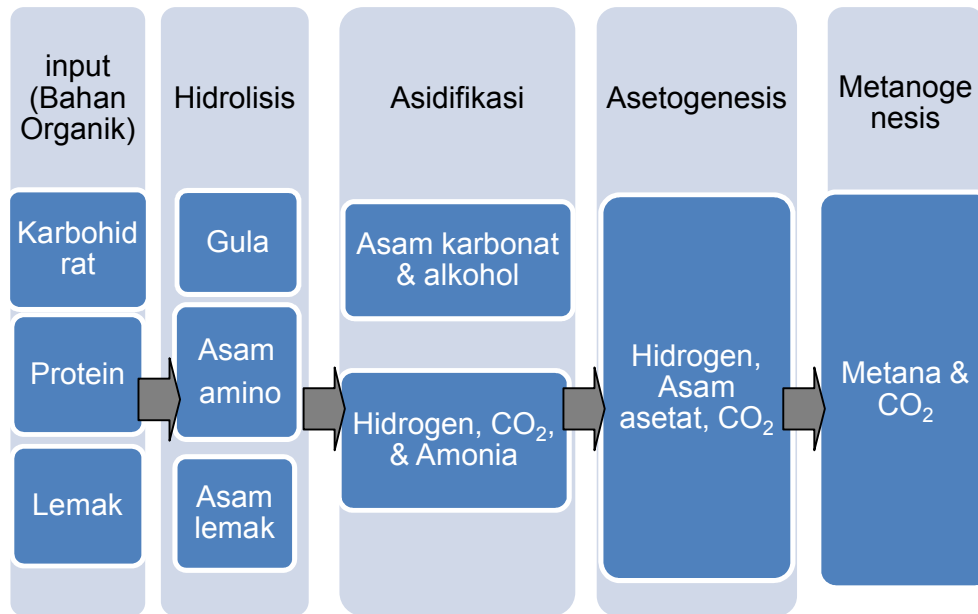 input
(Bahan
Organik)
Karbohid
rat
Protein
Lemak
Hidrolisis
Gula
Asam
amino
Asam
lemak
Asidifikasi
Asam karbonat
& alkohol
Hidrogen, CO₂,
& Amonia
Asetogenesis
Hidrogen,
Asam
asetat, CO₂
Metanoge
nesis
Metana &
CO₂